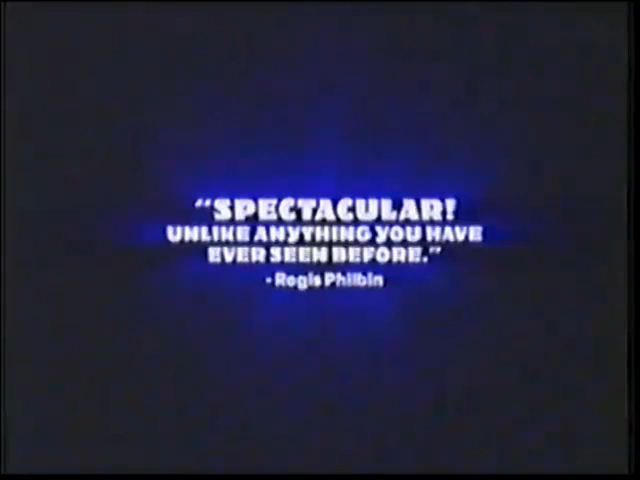 “SPECTACULAR!
UNLIKE ANYTHING YOU HAVE
EVER SEEN BEFORE.”
- Regis Philbin